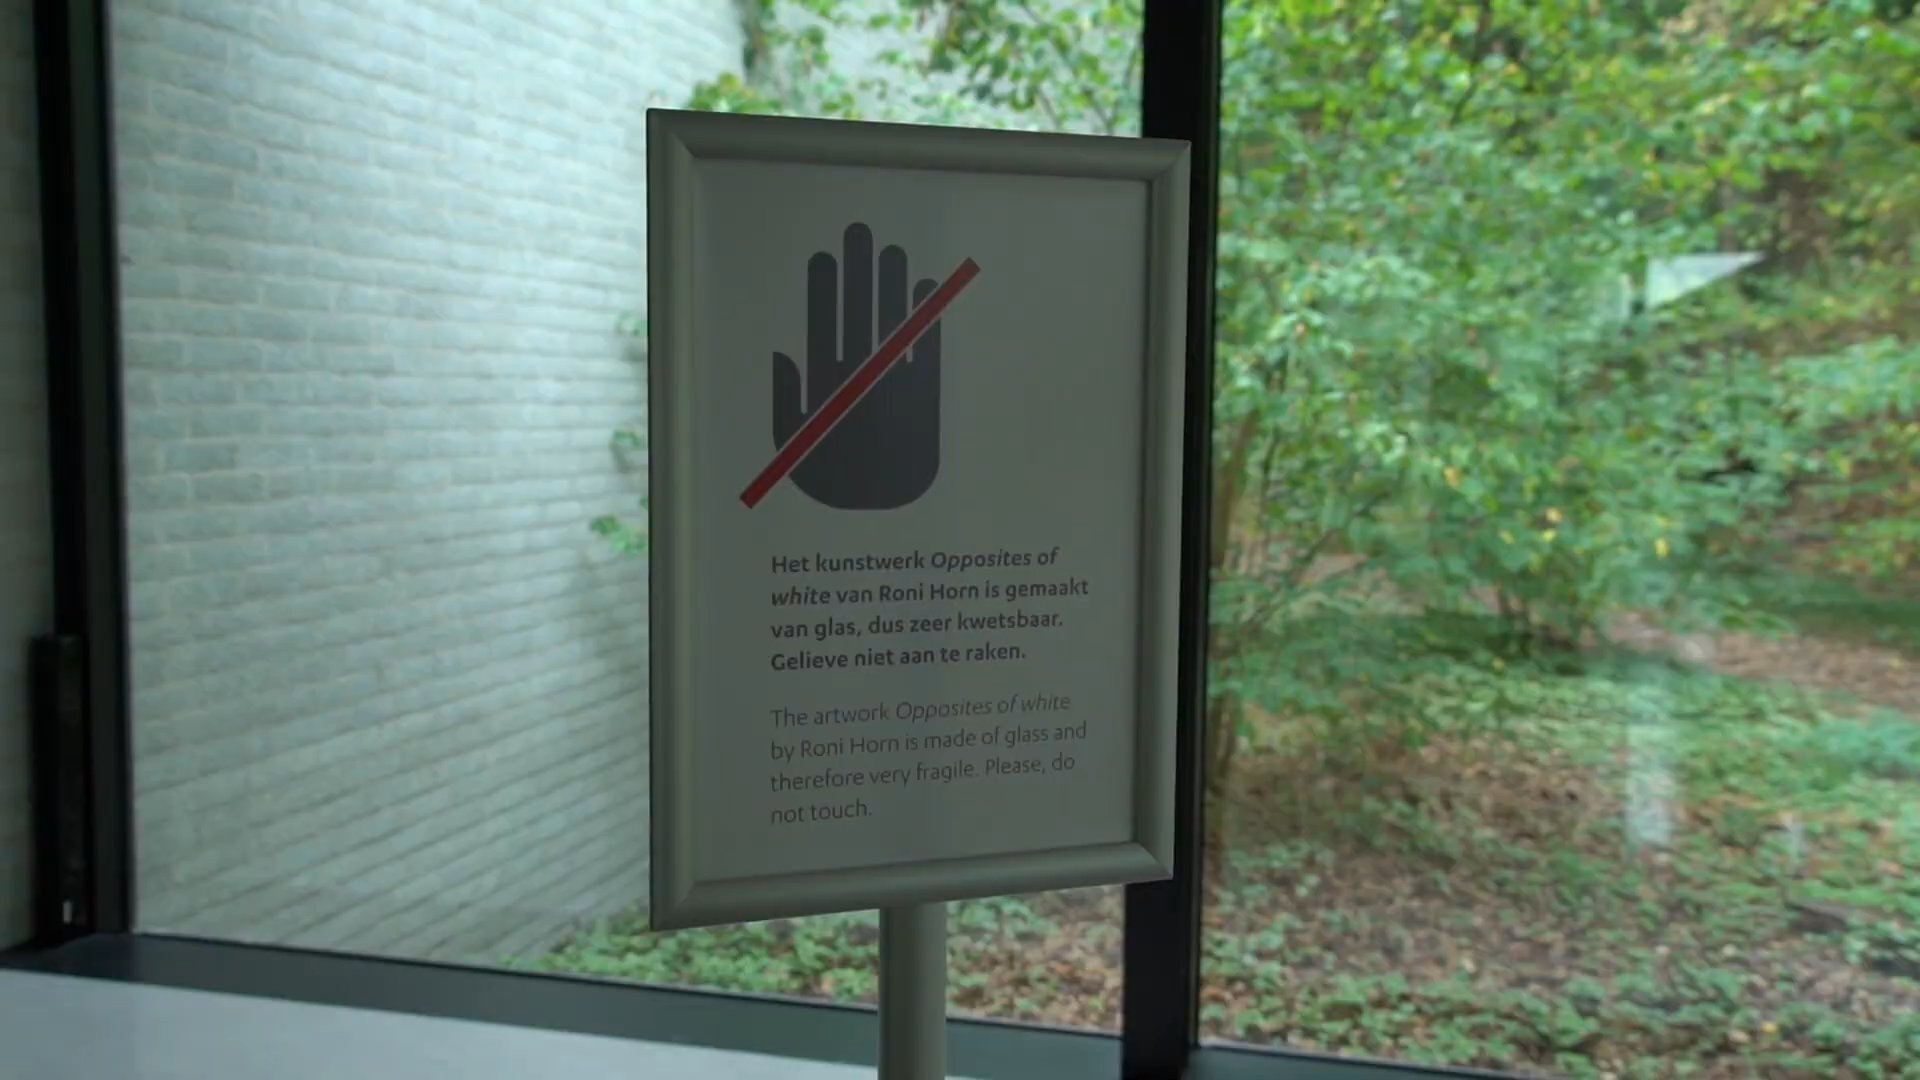 Het kunstwerk Opposites of
white van Roni Horn is gemaakt
van glas, dus zeer kwetsbaar.
Gelieve niet aan te raken.
The artwork Opposites of white
by Roni Horn is made of glass and
therefore very fragile. Please, do
not touch.